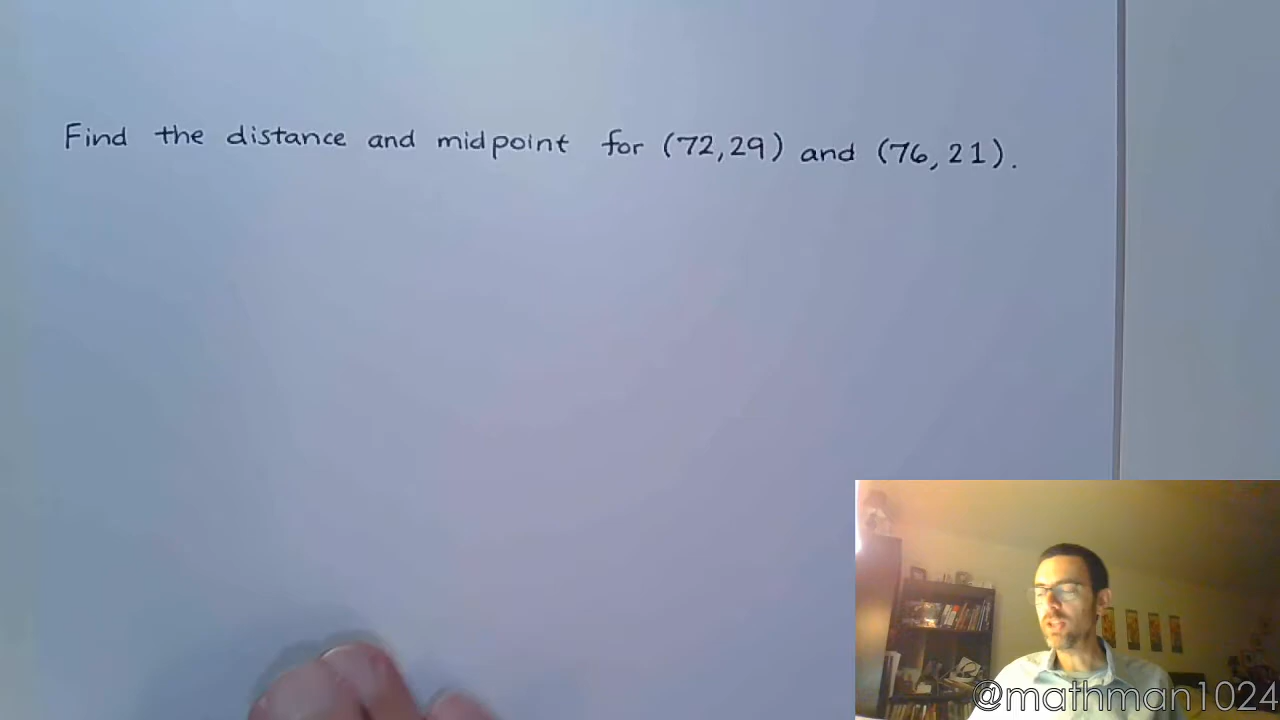 Find the distance and midpoint for (72,29) and (76,21).
@mathman1024